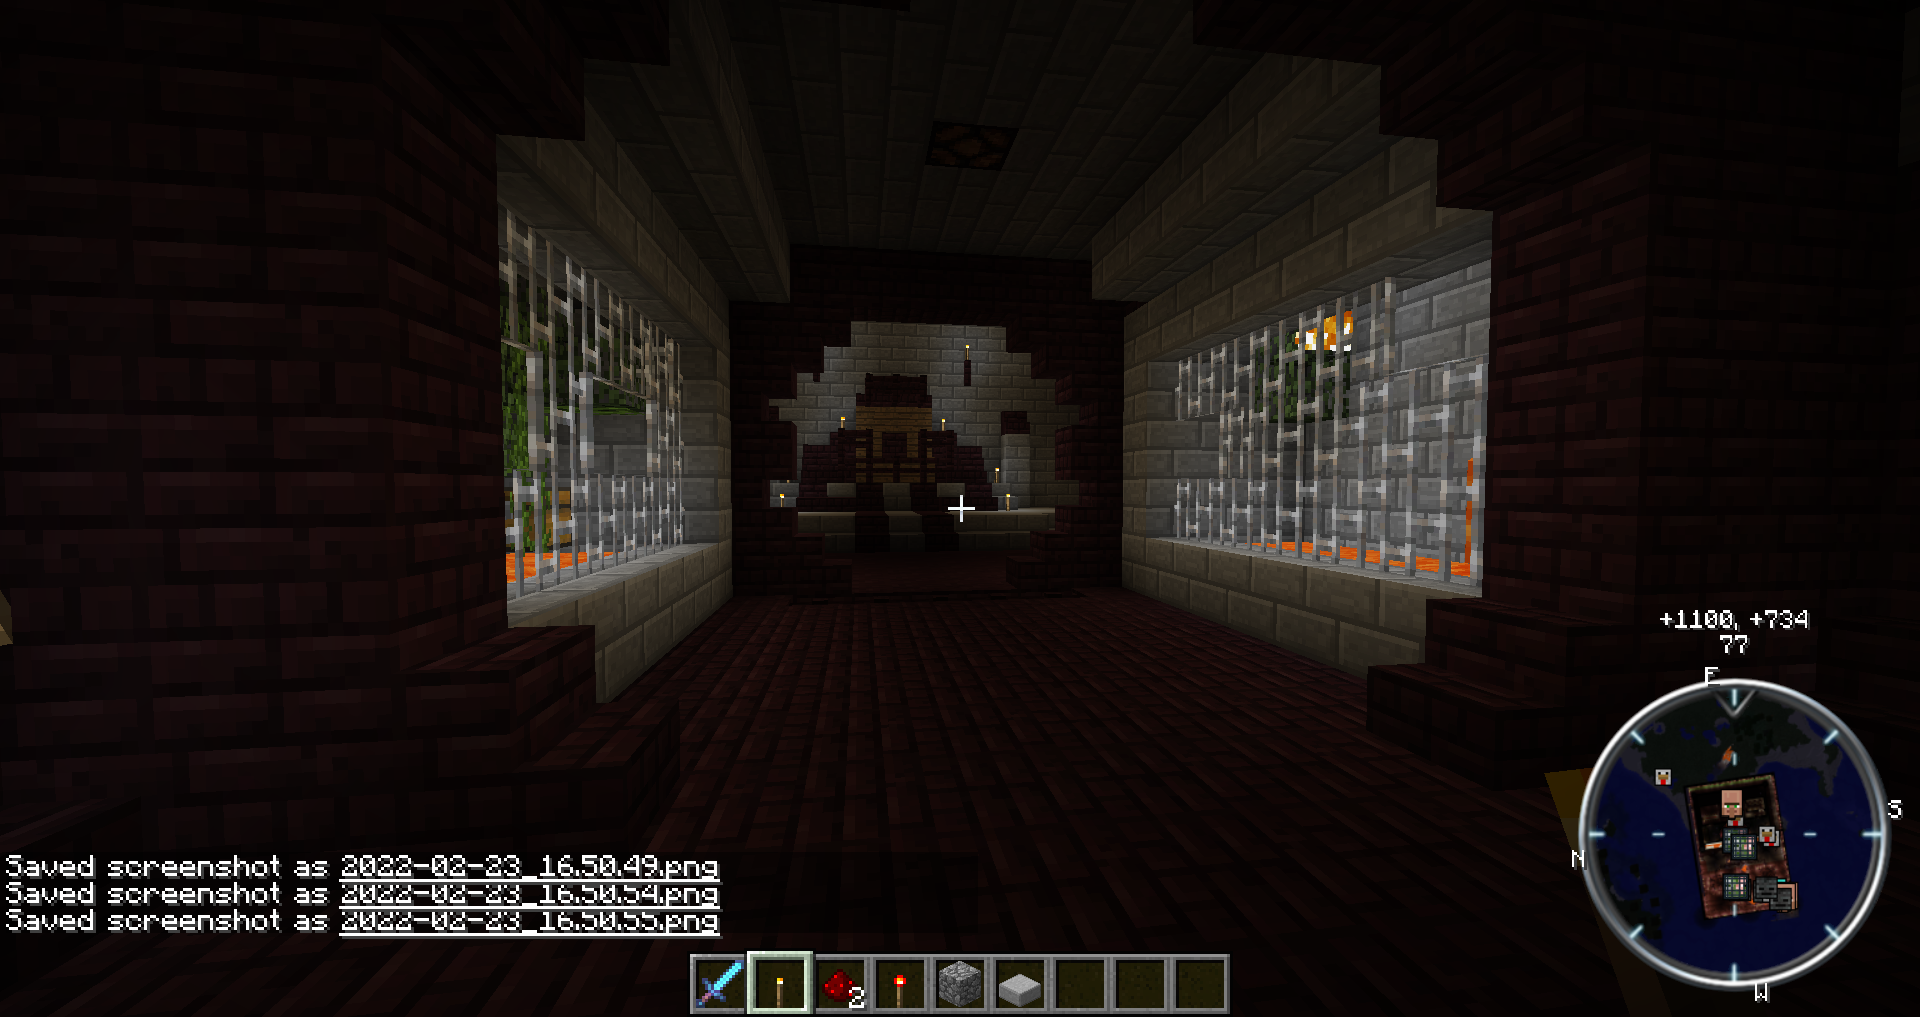 +1100, +734
77
E
S
N
Saved screenshot as 2022-02-23_16.50.49.png
Saved screenshot as 2022-02-23_16.50.54.png
Saved screenshot as 2022-02-23_16.50.55.png
2
W